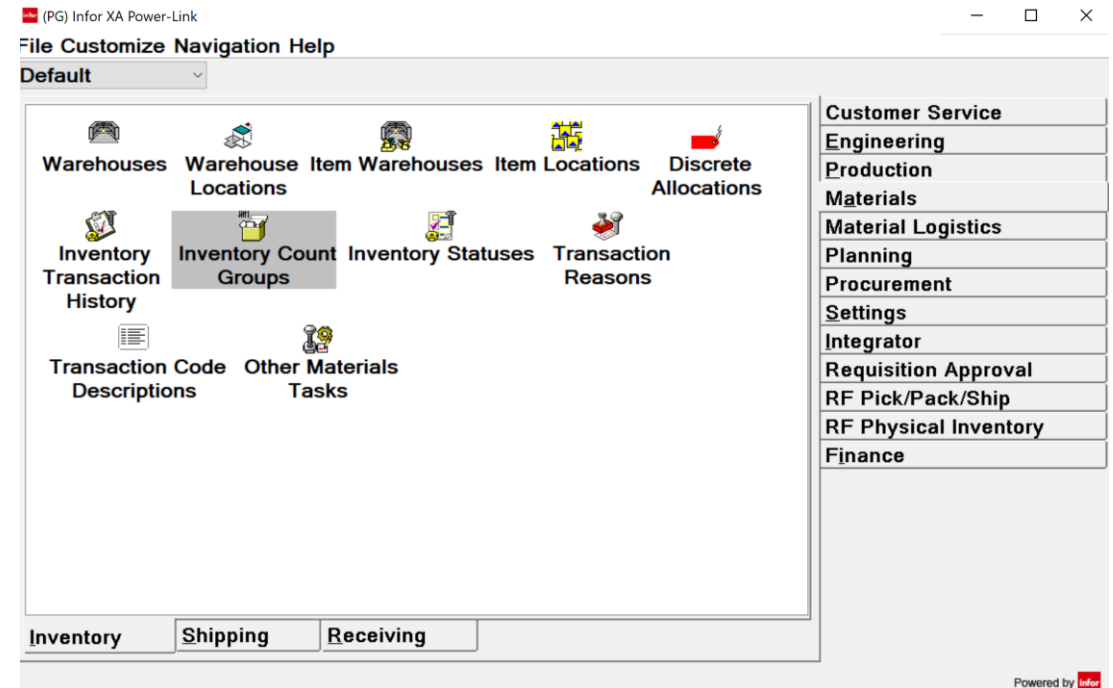 infor (PG) Infor XA Power-Link
File Customize Navigation Help
Default
Warehouses
Warehouse
Locations
Item Warehouses
Item Locations
Discrete
Allocations
Inventory
Transaction
History
Inventory Count
Groups
Inventory Statuses
Transaction
Reasons
Transaction Code
Descriptions
Other Materials
Tasks
Customer Service
Engineering
Production
Materials
Material Logistics
Planning
Procurement
Settings
Integrator
Requisition Approval
RF Pick/Pack/Ship
RF Physical Inventory
Finance
Inventory
Shipping
Receiving
Powered by infor